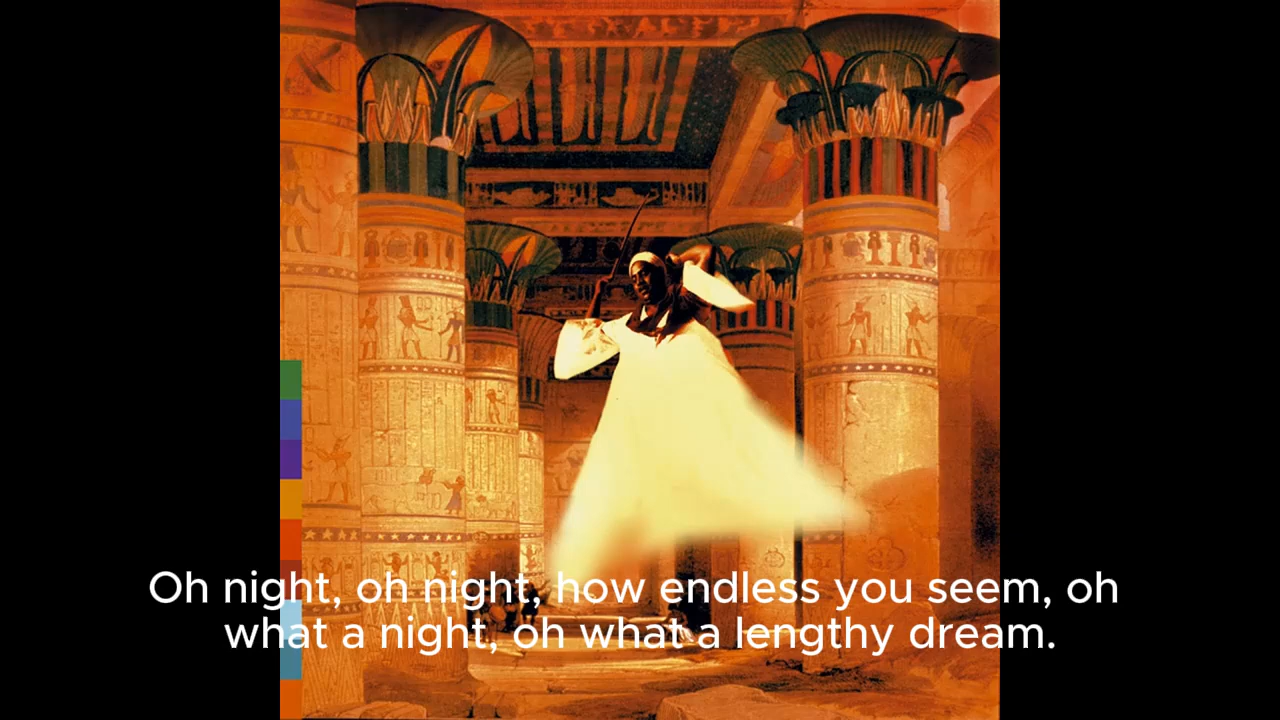 Oh night, oh night, how endless you seem, oh
what a night, oh what a lengthy dream.